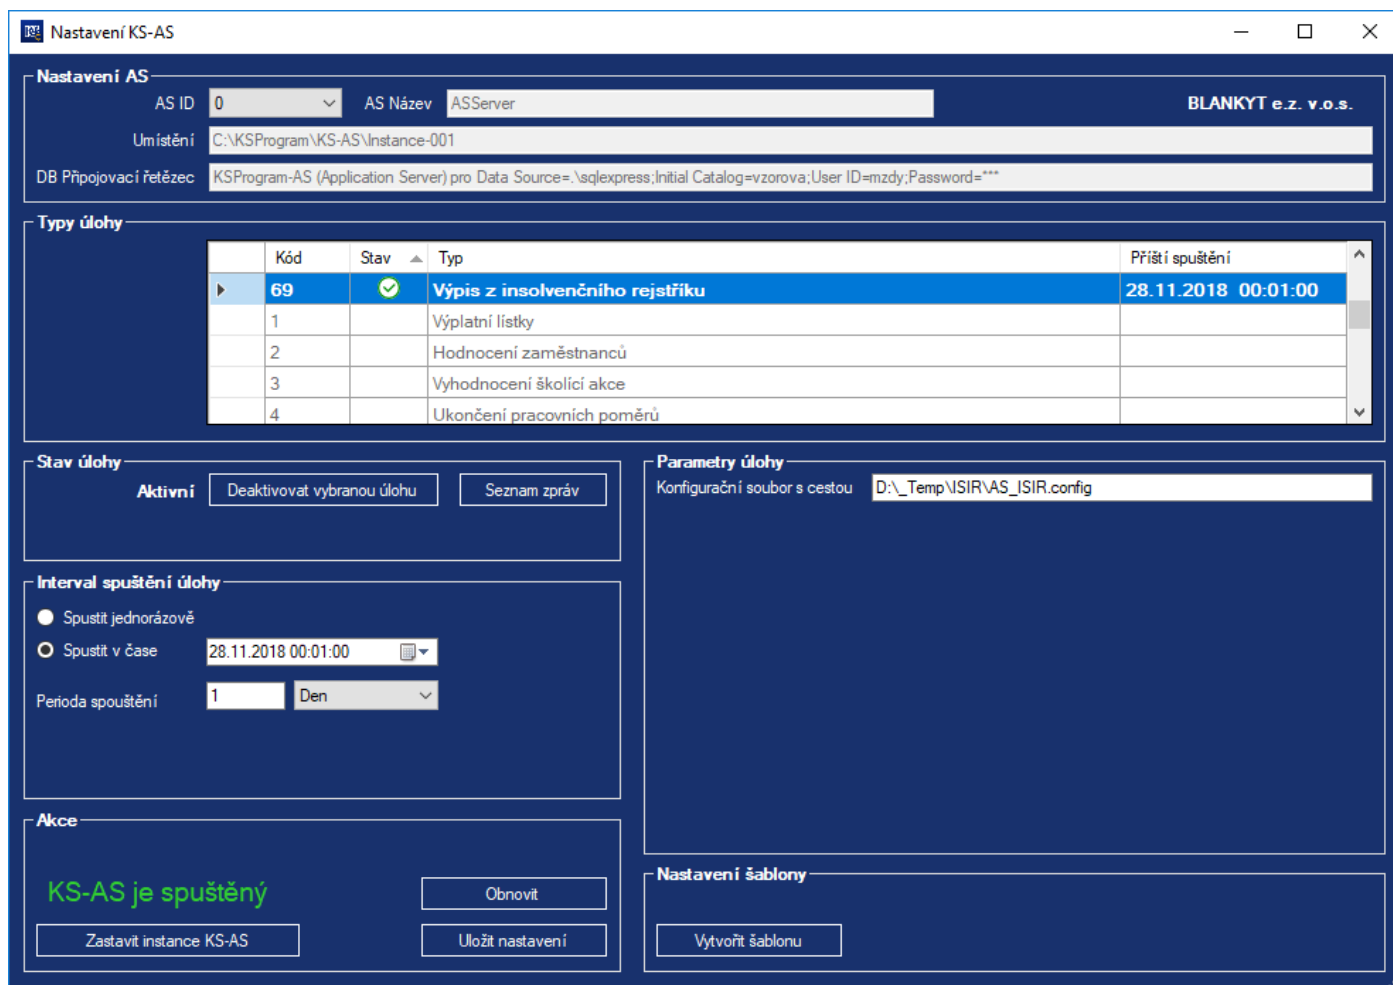 Nastavení KS-AS
Nastavení AS
AS ID 0 AS Název ASServer BLANKYT e.z. v.o.s.
Umístění C:\KSProgram\KS-AS\Instance-001
DB Připojovací řetězec KSProgram-AS (Application Server) pro Data Source=.\sqlexpress;Initial Catalog=vzorova;User ID=mzdy;Password=***
Typy úlohy
Kód Stav Typ Příští spuštění
69 Výpis z insolvenčního rejstříku 28.11.2018 00:01:00
1 Výplatní lístky
2 Hodnocení zaměstnanců
3 Vyhodnocení školící akce
4 Ukončení pracovních poměrů
Stav úlohy
Aktivní Deaktivovat vybranou úlohu Seznam zpráv
Parametry úlohy
Konfigurační soubor s cestou D:\_Temp\ISIR\AS_ISIR.config
Interval spuštění úlohy
Spustit jednorázově
Spustit v čase 28.11.2018 00:01:00
Perioda spouštění 1 Den
Akce
KS-AS je spuštěný Obnovit
Zastavit instance KS-AS Uložit nastavení
Nastavení šablony
Vytvořit šablonu